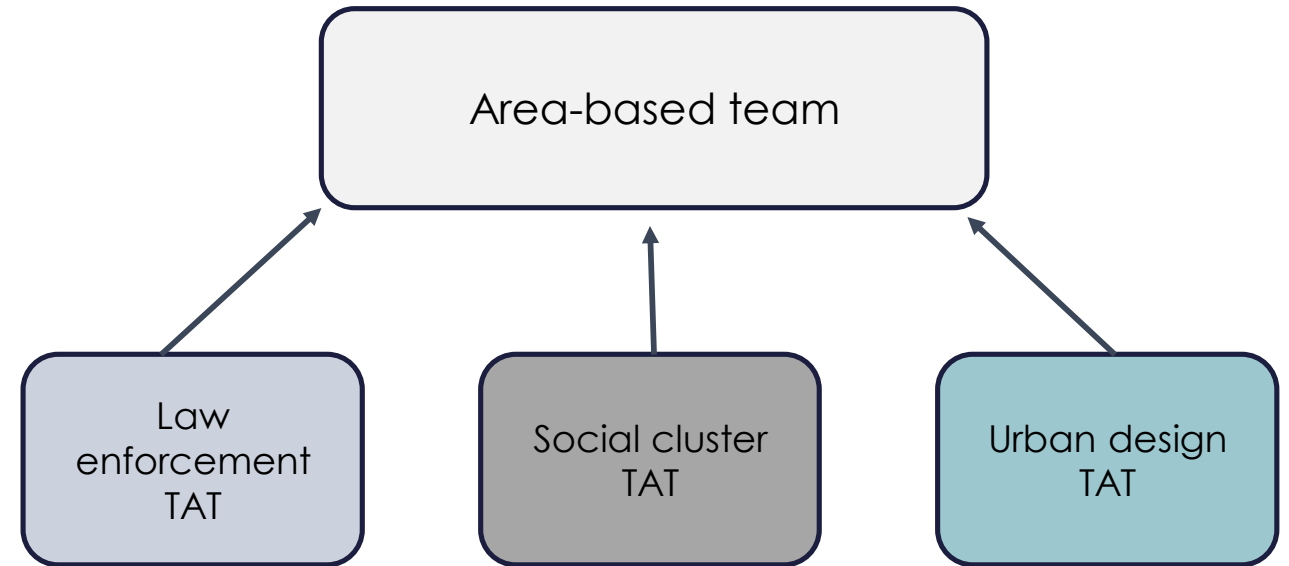 Area-based team
Law
enforcement
TAT
Social cluster
TAT
Urban design
TAT